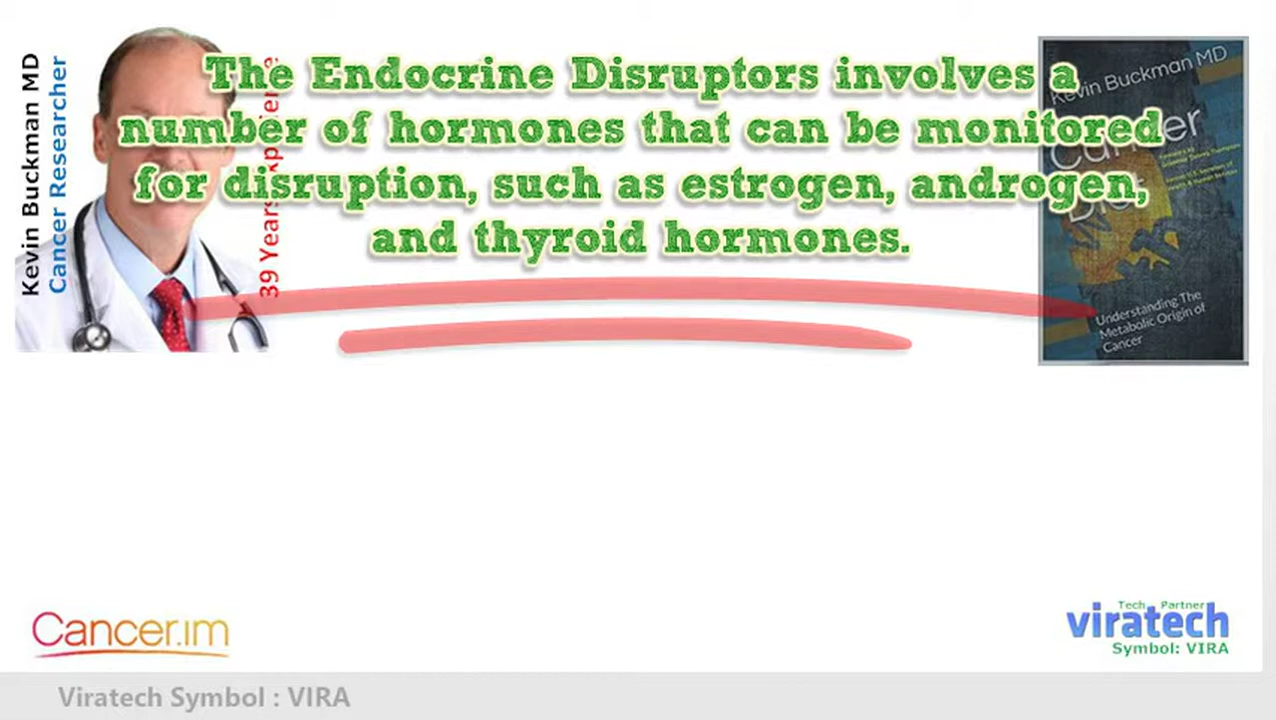 Kevin Buckman MD
Cancer Researcher
39 Years
The Endocrine Disruptors involves a
number of hormones that can be monitored
for disruption, such as estrogen, androgen,
and thyroid hormones.
Kevin Buckman MD
Understanding The
Metabolic Origin of
Cancer
Cancer.im
Tech Partner
viratech
Symbol: VIRA
Viratech Symbol : VIRA